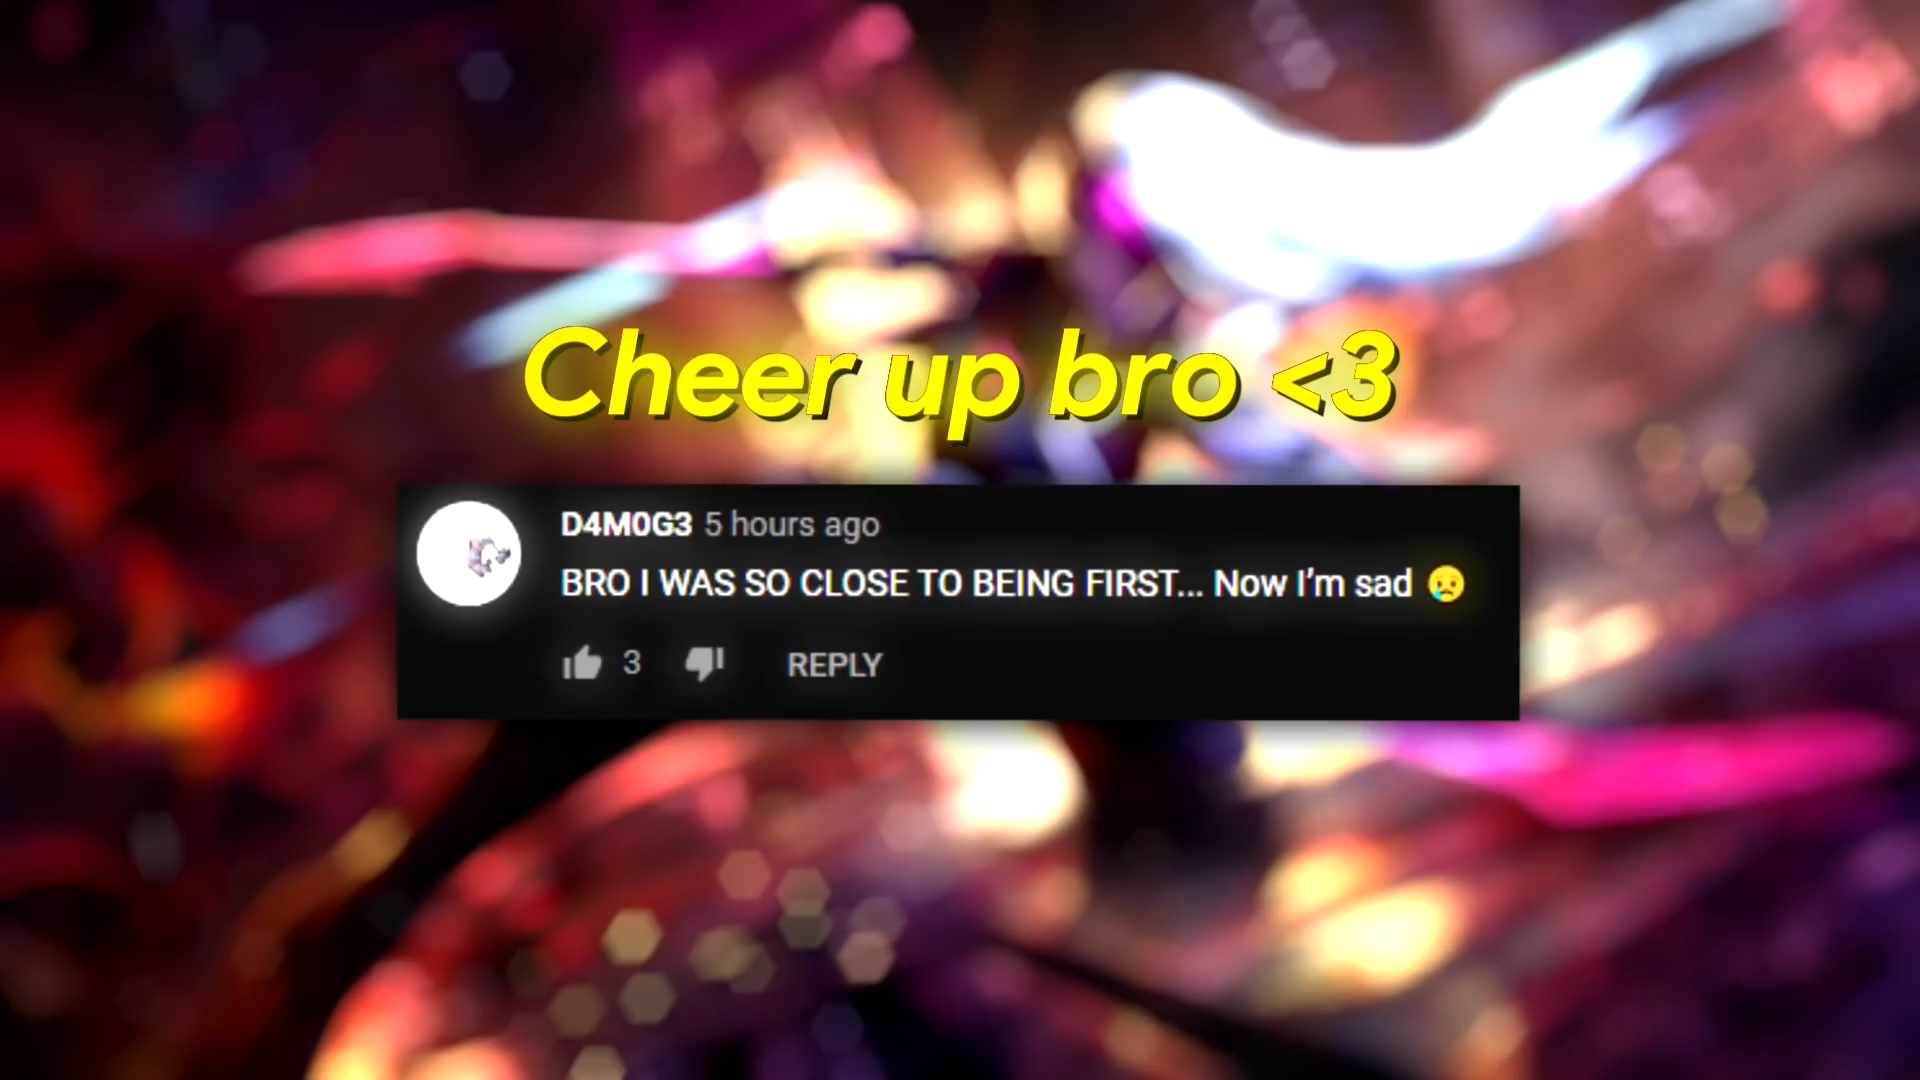 Cheer up bro <3
D4M0G3 5 hours ago
BRO I WAS SO CLOSE TO BEING FIRST... Now I'm sad 😥
3 REPLY